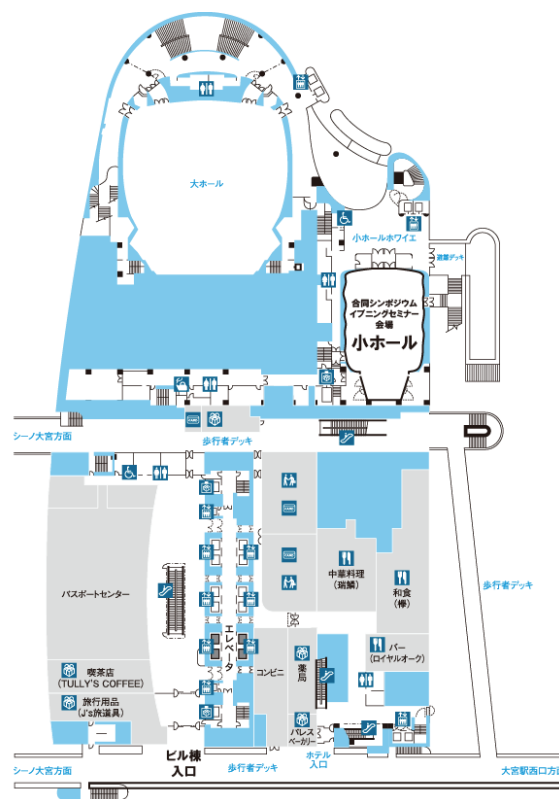 大ホール
小ホールホワイエ
避難デッキ
合同シンポジウム
イブニングセミナー
会場
小ホール
シーノ大宮方面
歩行者デッキ
パスポートセンター
エレベータ
中華料理
(瑞麟)
和食
(欅)
歩行者デッキ
コンビニ
薬局
バー
(ロイヤルオーク)
喫茶店
(TULLY'S COFFEE)
旅行用品
(J's旅道具)
パレス
ベーカリー
ビル棟
入口
ホテル
入口
シーノ大宮方面
歩行者デッキ
大宮駅西口方面